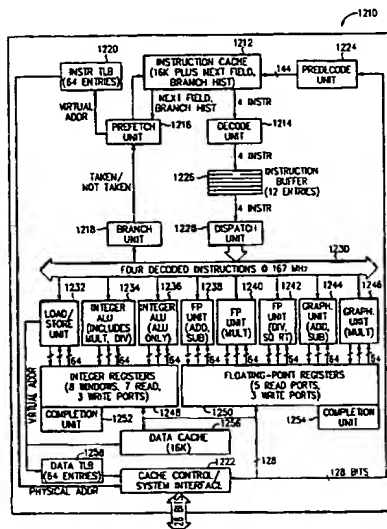 1210
1220
INSTR TLB
(64 ENTRIES)
1212
INSTRUCTION CACHE
(16K PLUS NEXT FIELD,
BRANCH HIST)
1224
144
PREDECODE
UNIT
VIRTUAL
ADDR
NEXT FIELD,
BRANCH HIST
4 INSTR
1216
PREFETCH
UNIT
DECODE
UNIT
1214
4 INSTR
1226
INSTRUCTION
BUFFER
(12 ENTRIES)
TAKEN/
NOT TAKEN
4 INSTR
1218
BRANCH
UNIT
1228
DISPATCH
UNIT
1230
FOUR DECODED INSTRUCTIONS @ 167 MHz
1232
1234
1236
1238
1240
1242
1244
1246
LOAD/
STORE
UNIT
INTEGER
ALU
(INCLUDES
MULT, DIV)
INTEGER
ALU
(ALU
ONLY)
FP
UNIT
(ADD,
SUB)
FP
UNIT
(MULT)
FP
UNIT
(DIV,
SQ RT)
GRAPH.
UNIT
(ADD,
SUB)
GRAPH.
UNIT
(MULT)
64
64
64
64
64
64
64
VIRTUAL ADDR
INTEGER REGISTERS
(8 WINDOWS, 7 READ,
3 WRITE PORTS)
FLOATING-POINT REGISTERS
(5 READ PORTS,
3 WRITE PORTS)
COMPLETION
UNIT
1252
1248
1250
1254
COMPLETION
UNIT
1256
DATA CACHE
(16K)
1258
DATA TLB
(64 ENTRIES)
1222
CACHE CONTROL/
SYSTEM INTERFACE
128
128 BITS
PHYSICAL ADDR
128 BIT